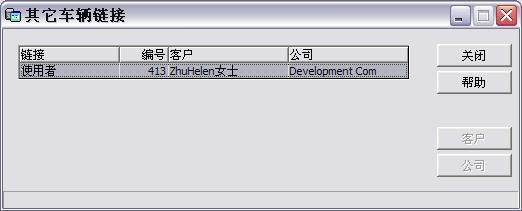 其它车辆链接
链接 编号 客户 公司
使用者 413 ZhuHelen女士 Development Com
关闭
帮助
客户
公司